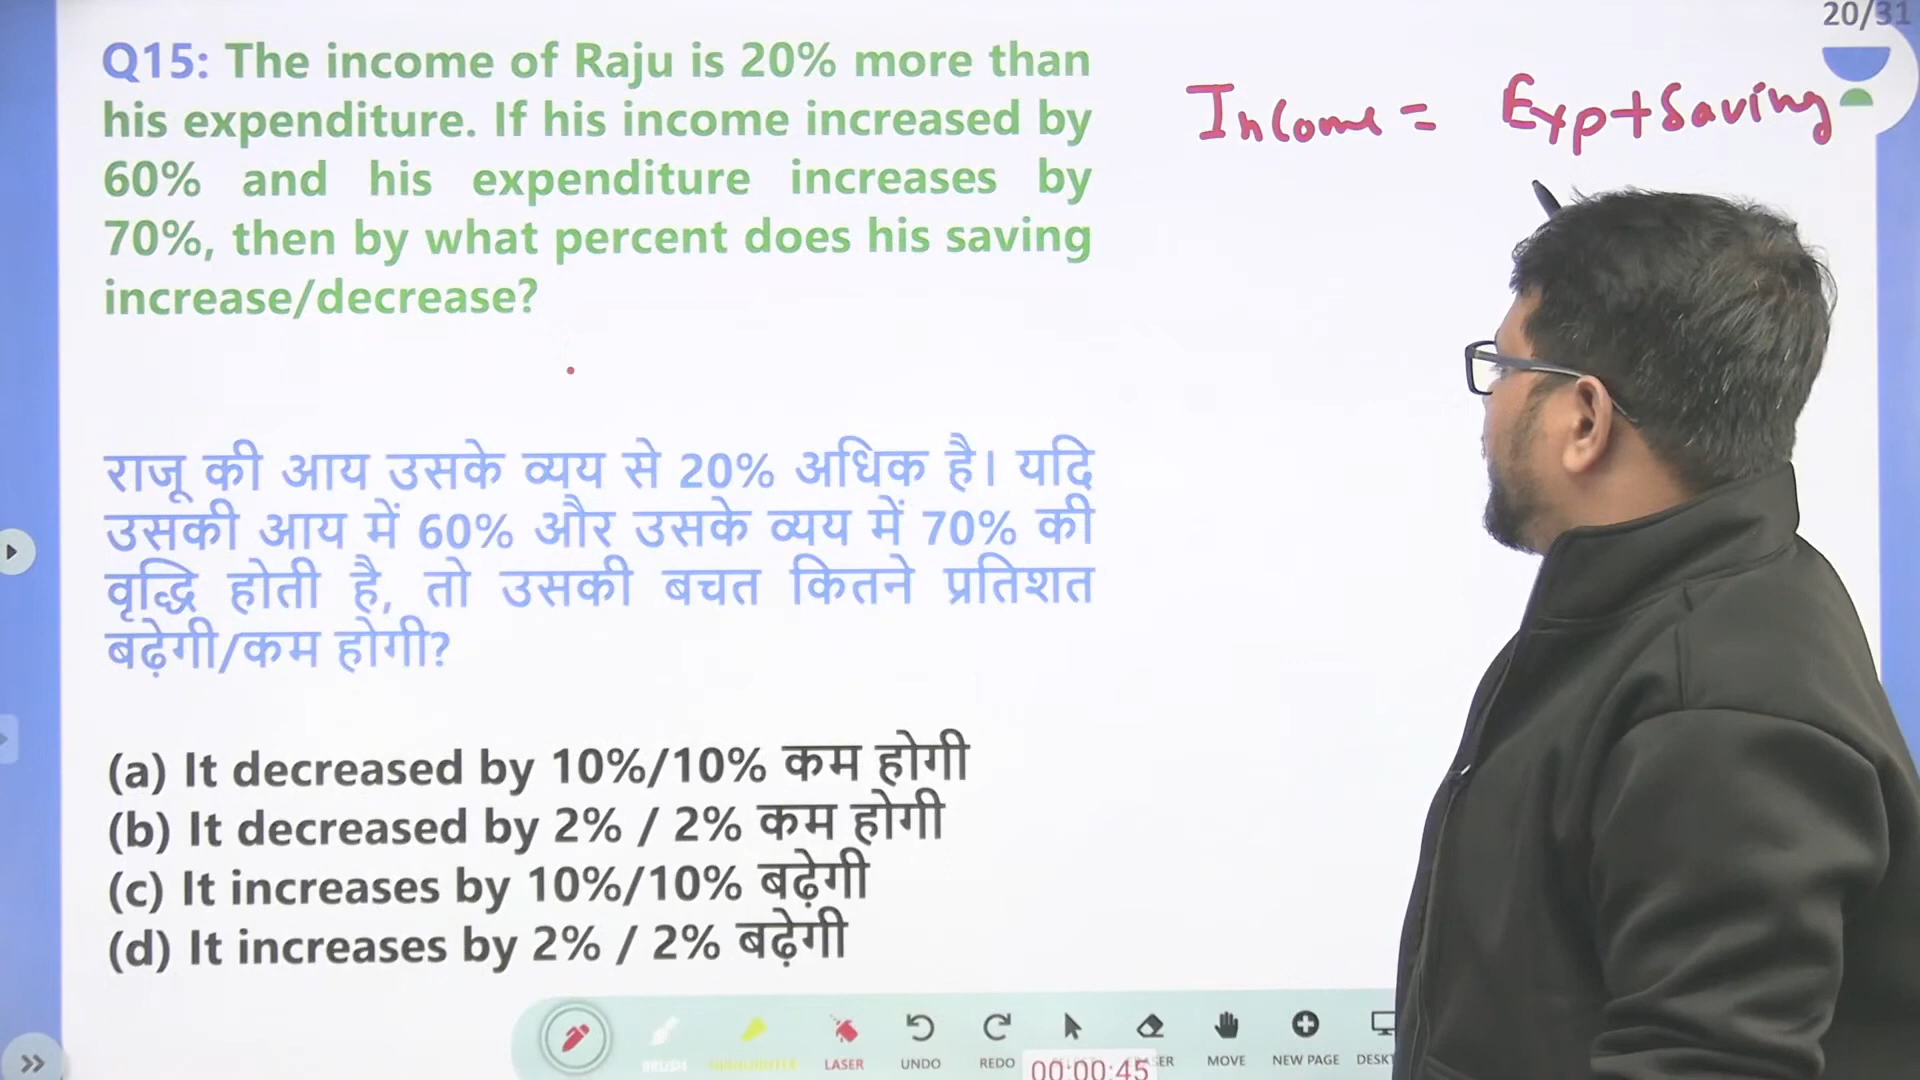 20/31
Q15: The income of Raju is 20% more than
his expenditure. If his income increased by
60% and his expenditure increases by
70%, then by what percent does his saving
increase/decrease?
Income = Exp+Saving
राजू की आय उसके व्यय से 20% अधिक है। यदि
उसकी आय में 60% और उसके व्यय में 70% की
वृद्धि होती है, तो उसकी बचत कितने प्रतिशत
बढ़ेगी/कम होगी?
(a) It decreased by 10%/10% कम होगी
(b) It decreased by 2% / 2% कम होगी
(c) It increases by 10%/10% बढ़ेगी
(d) It increases by 2% / 2% बढ़ेगी
BRUSH HIGHLIGHTER LASER UNDO REDO MOVE NEW PAGE
00:00:45